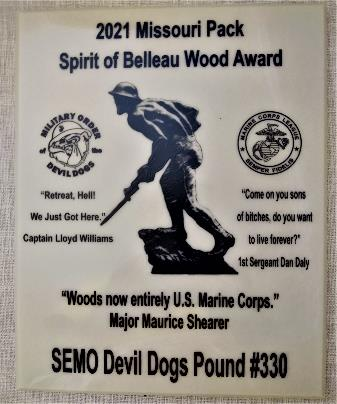 2021 Missouri Pack
Spirit of Belleau Wood Award
MILITARY ORDER
DEVIL DOGS
MARINE CORPS LEAGUE
SEMPER FIDELIS
"Retreat, Hell!
We Just Got Here."
Captain Lloyd Williams
"Come on you sons
of bitches, do you want
to live forever?"
1st Sergeant Dan Daly
"Woods now entirely U.S. Marine Corps."
Major Maurice Shearer
SEMO Devil Dogs Pound #330